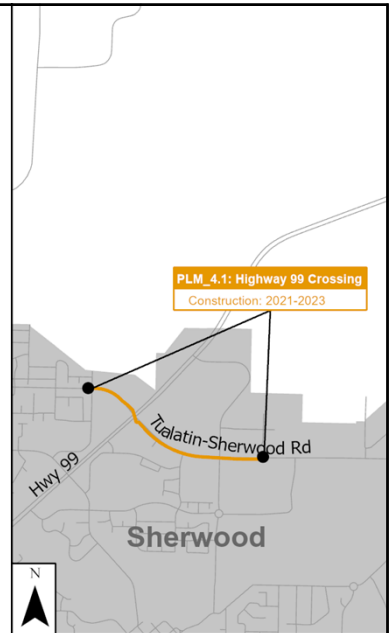 PLM_4.1: Highway 99 Crossing
Construction: 2021-2023
Tualatin-Sherwood Rd
Hwy 99
Sherwood
N